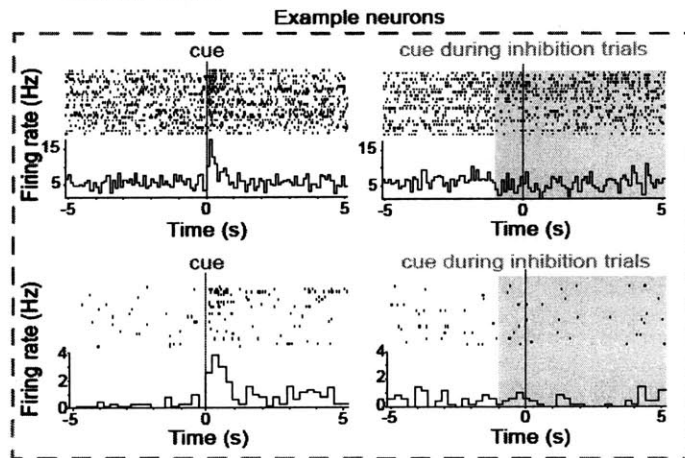 Example neurons
cue
cue during inhibition trials
Firing rate (Hz)
15
5
-5
0
5
Time (s)
15
5
-5
0
5
Time (s)
cue
cue during inhibition trials
Firing rate (Hz)
4
2
0
-5
0
5
Time (s)
4
2
0
-5
0
5
Time (s)